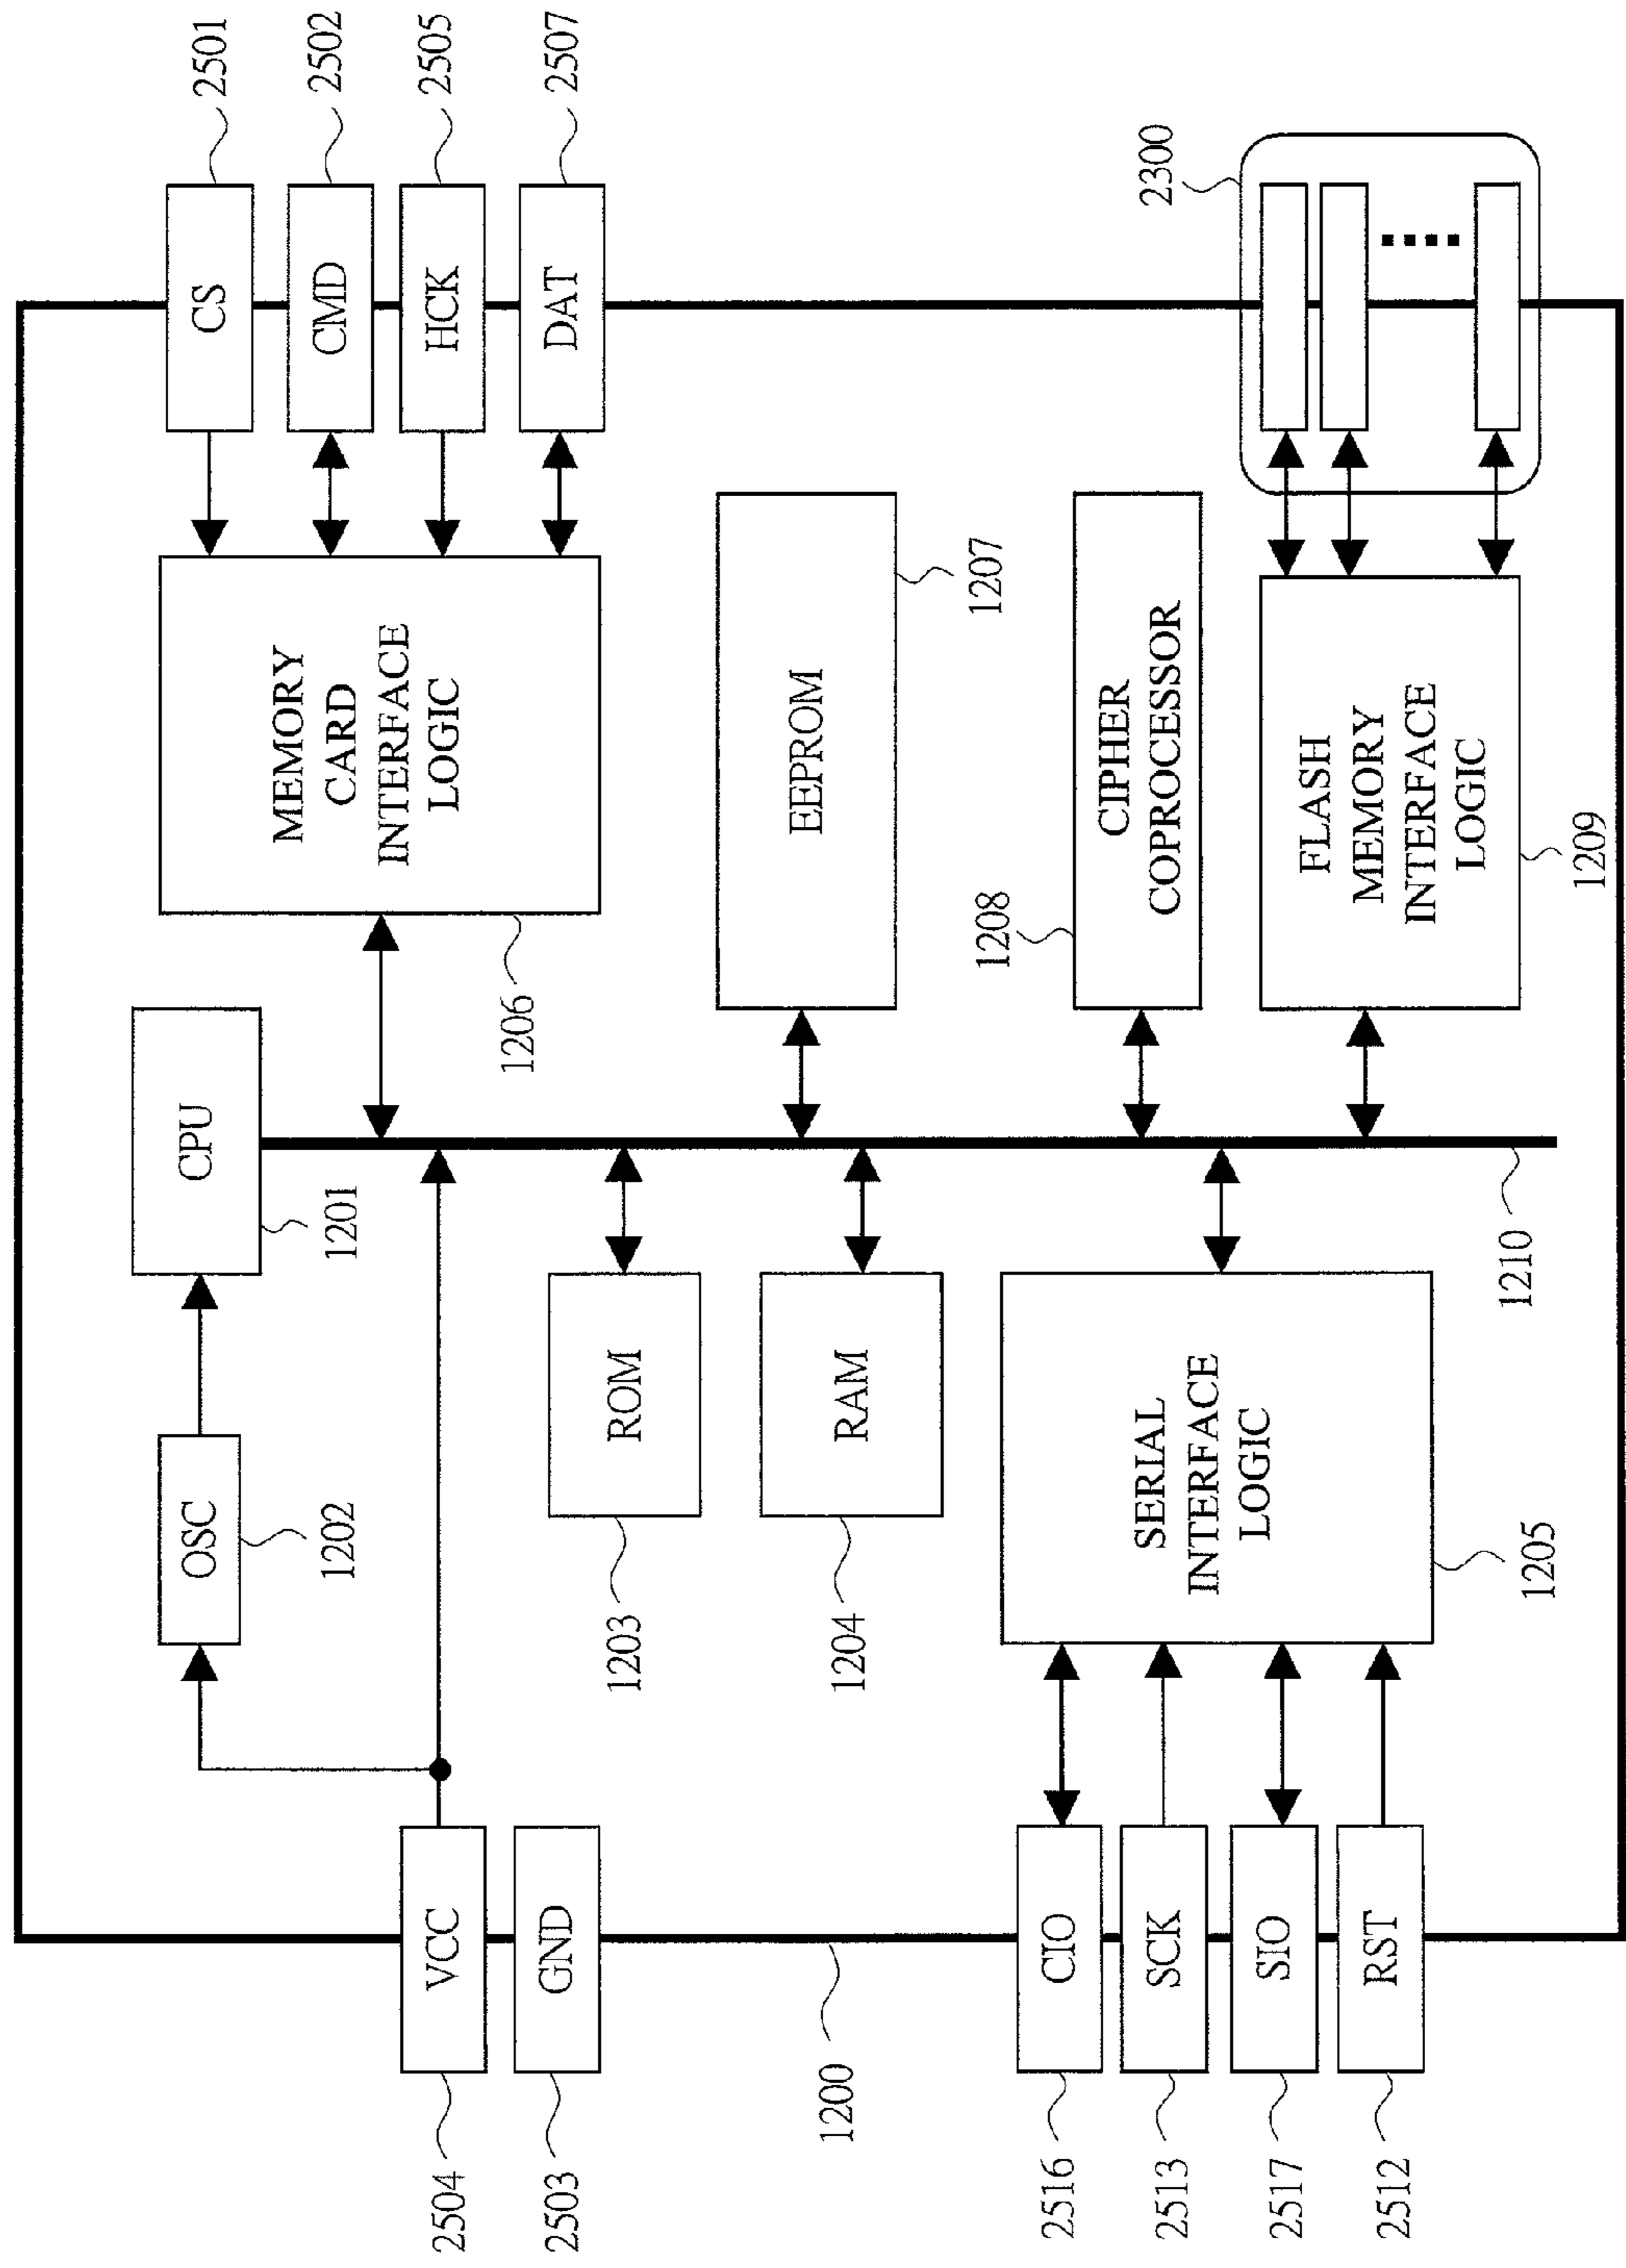 2501
2502
2505
2507
CS
CMD
HCK
DAT
2300
MEMORY
CARD
INTERFACE
LOGIC
1206
EEPROM
1207
CIPHER
COPROCESSOR
1208
FLASH
MEMORY
INTERFACE
LOGIC
1209
CPU
1201
OSC
1202
ROM
1203
RAM
1204
SERIAL
INTERFACE
LOGIC
1205
1210
VCC
GND
1200
CIO
SCK
SIO
RST
2504
2503
2516
2513
2517
2512